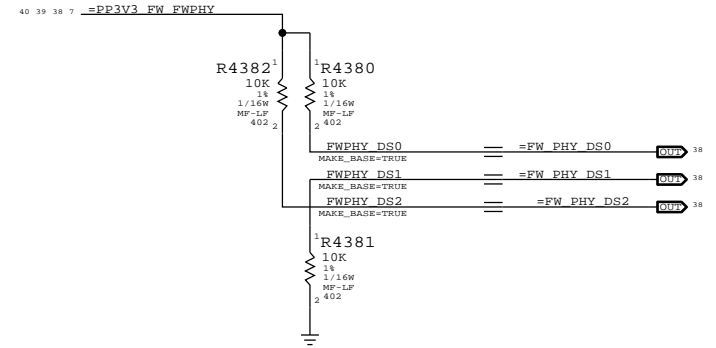 40 39 38 7 =PP3V3_FW_FWPHY
R4382 1
10K
1%
1/16W
MF-LF
402
2
1 R4380
10K
1%
1/16W
MF-LF
402
2
FWPHY_DS0 =FW_PHY_DS0 OUT 38
MAKE_BASE=TRUE
FWPHY_DS1 =FW_PHY_DS1 OUT 38
MAKE_BASE=TRUE
FWPHY_DS2 =FW_PHY_DS2 OUT 38
MAKE_BASE=TRUE
1 R4381
10K
1%
1/16W
MF-LF
2 402